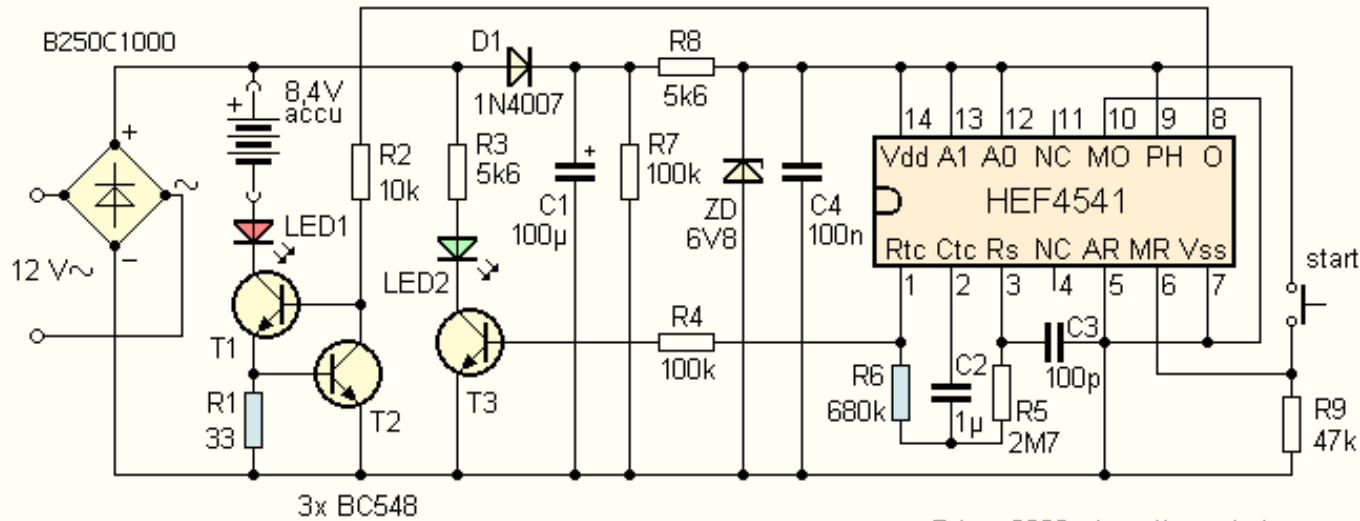 B250C1000
D1
1N4007
R8
5k6
8,4V
accu
+
+
~
−
R2
10k
R3
5k6
C1
100µ
+
R7
100k
ZD
6V8
C4
100n
14 13 12 11 10 9 8
Vdd A1 A0 NC MO PH O
HEF4541
Rtc Ctc Rs NC AR MR Vss
1 2 3 4 5 6 7
start
12 V~
LED1
LED2
T1
T2
T3
R1
33
R4
100k
R6
680k
C2
1µ
C3
100p
R5
2M7
R9
47k
3x BC548